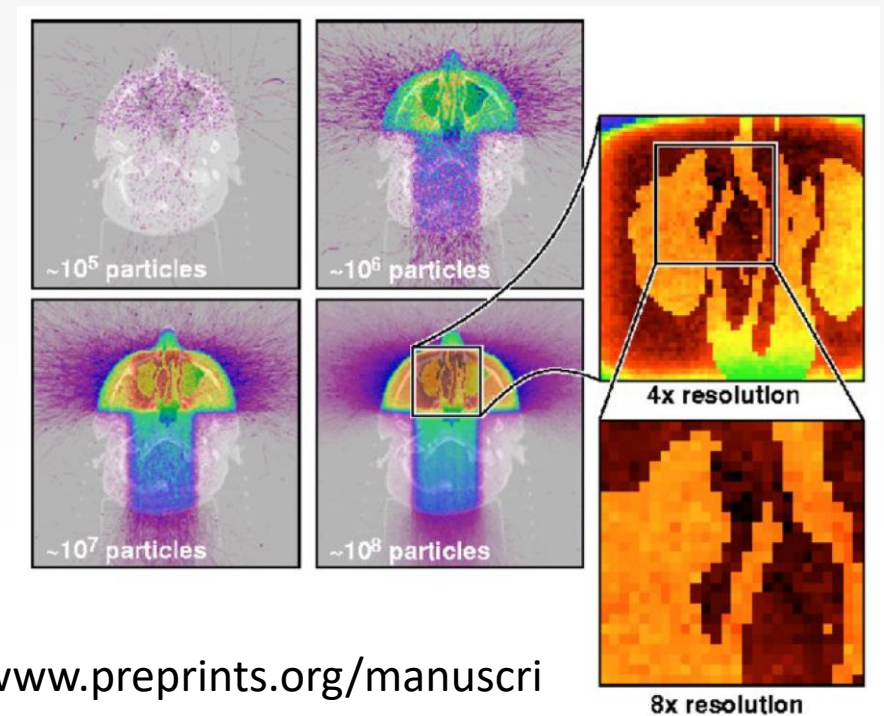 ~10⁵ particles
~10⁶ particles
4x resolution
~10⁷ particles
~10⁸ particles
www.preprints.org/manuscri
8x resolution